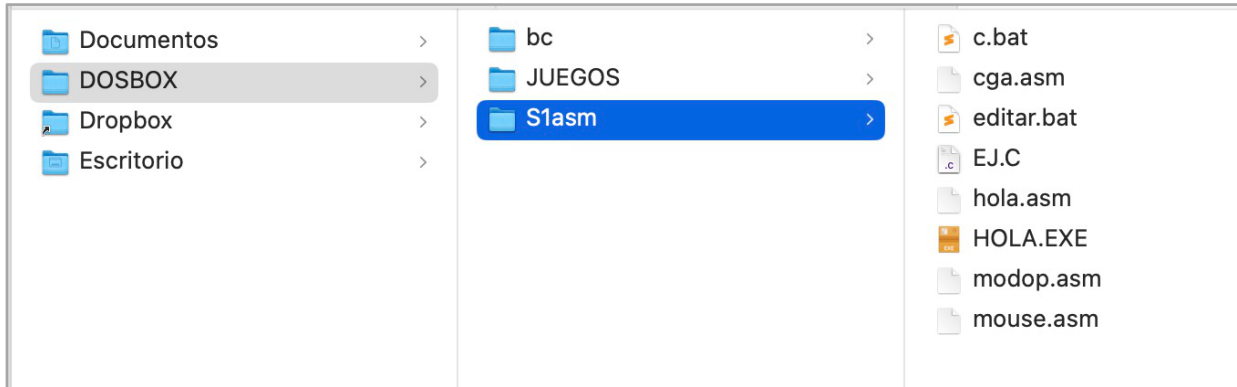 Documentos
DOSBOX
Dropbox
Escritorio
bc
JUEGOS
S1asm
c.bat
cga.asm
editar.bat
EJ.C
hola.asm
HOLA.EXE
modop.asm
mouse.asm